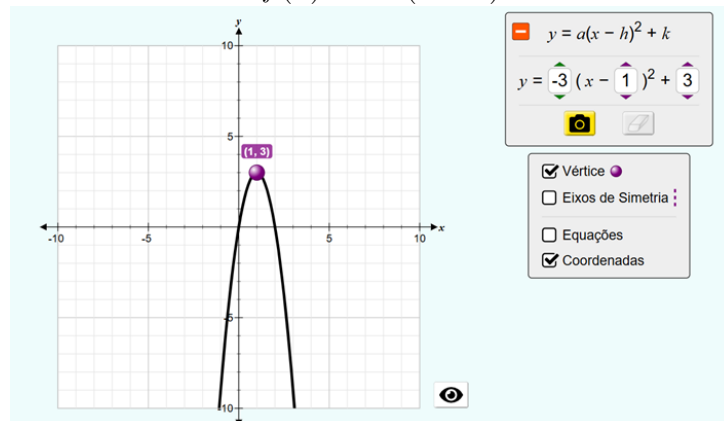 y
10
y = a(x − h)² + k
y = -3 (x − 1)² + 3
5
(1, 3)
Vértice
Eixos de Simetria
-10 -5 5 10 x
Equações
Coordenadas
-5
-10